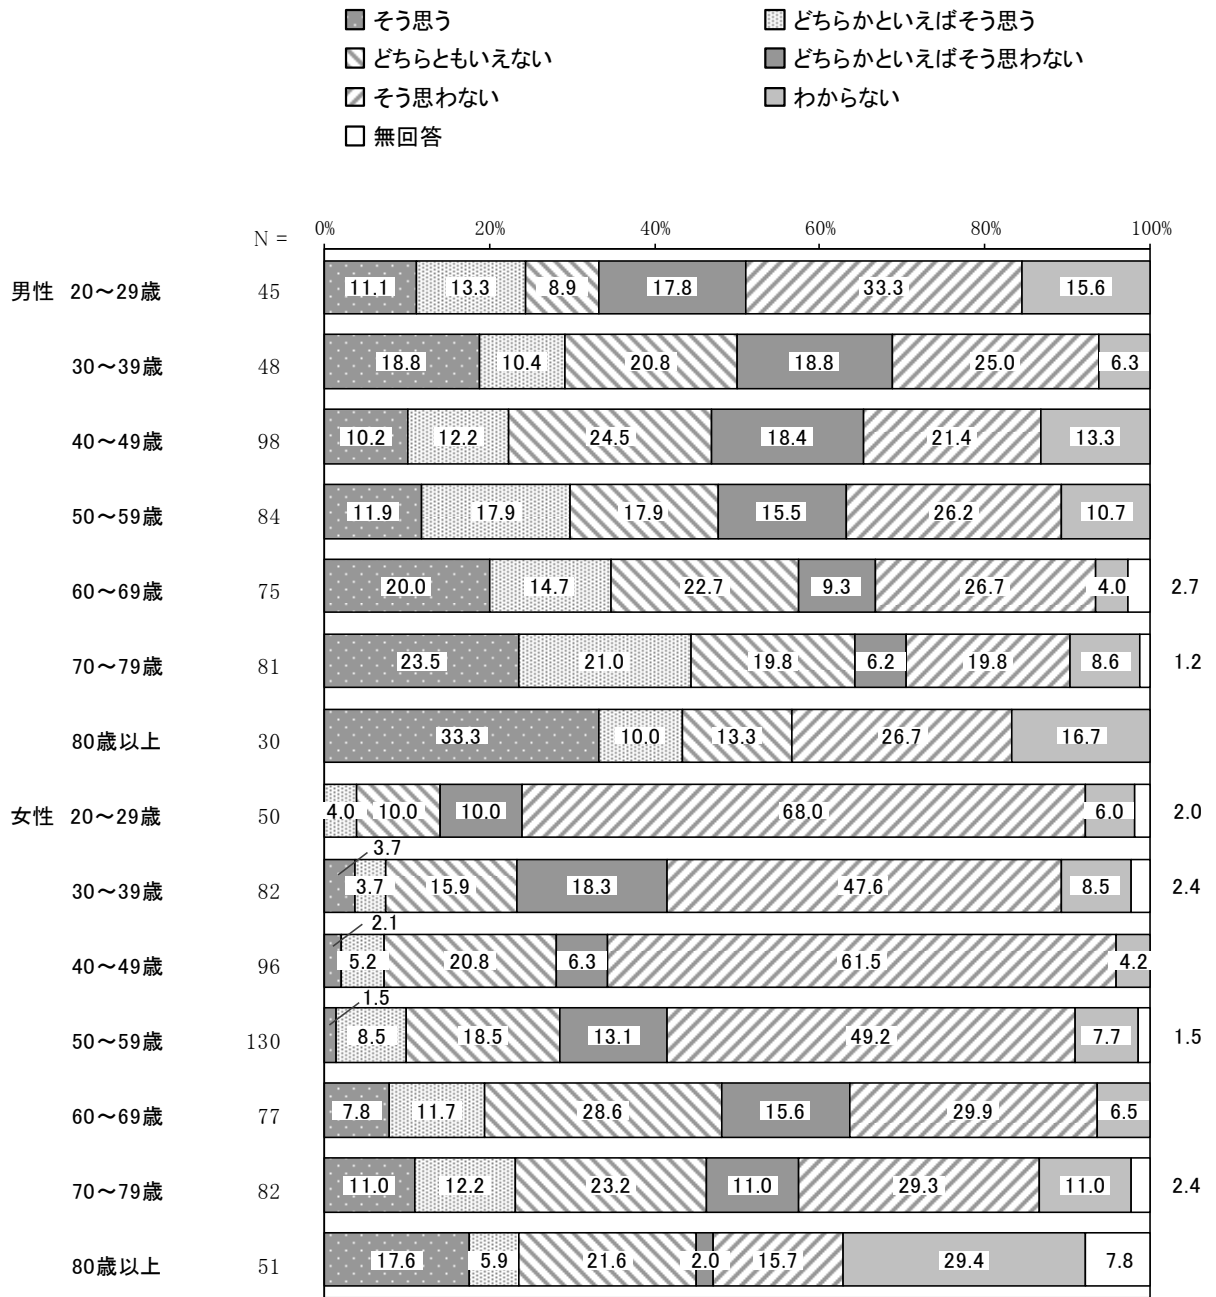 そう思う どちらかといえばそう思う
どちらともいえない どちらかといえばそう思わない
そう思わない わからない
無回答
N = 0% 20% 40% 60% 80% 100%
男性 20～29歳 45 11.1 13.3 8.9 17.8 33.3 15.6
30～39歳 48 18.8 10.4 20.8 18.8 25.0 6.3
40～49歳 98 10.2 12.2 24.5 18.4 21.4 13.3
50～59歳 84 11.9 17.9 17.9 15.5 26.2 10.7
60～69歳 75 20.0 14.7 22.7 9.3 26.7 4.0 2.7
70～79歳 81 23.5 21.0 19.8 6.2 19.8 8.6 1.2
80歳以上 30 33.3 10.0 13.3 26.7 16.7
女性 20～29歳 50 4.0 10.0 10.0 68.0 6.0 2.0
30～39歳 82 3.7 3.7 15.9 18.3 47.6 8.5 2.4
40～49歳 96 2.1 5.2 20.8 6.3 61.5 4.2
50～59歳 130 1.5 8.5 18.5 13.1 49.2 7.7 1.5
60～69歳 77 7.8 11.7 28.6 15.6 29.9 6.5
70～79歳 82 11.0 12.2 23.2 11.0 29.3 11.0 2.4
80歳以上 51 17.6 5.9 21.6 2.0 15.7 29.4 7.8